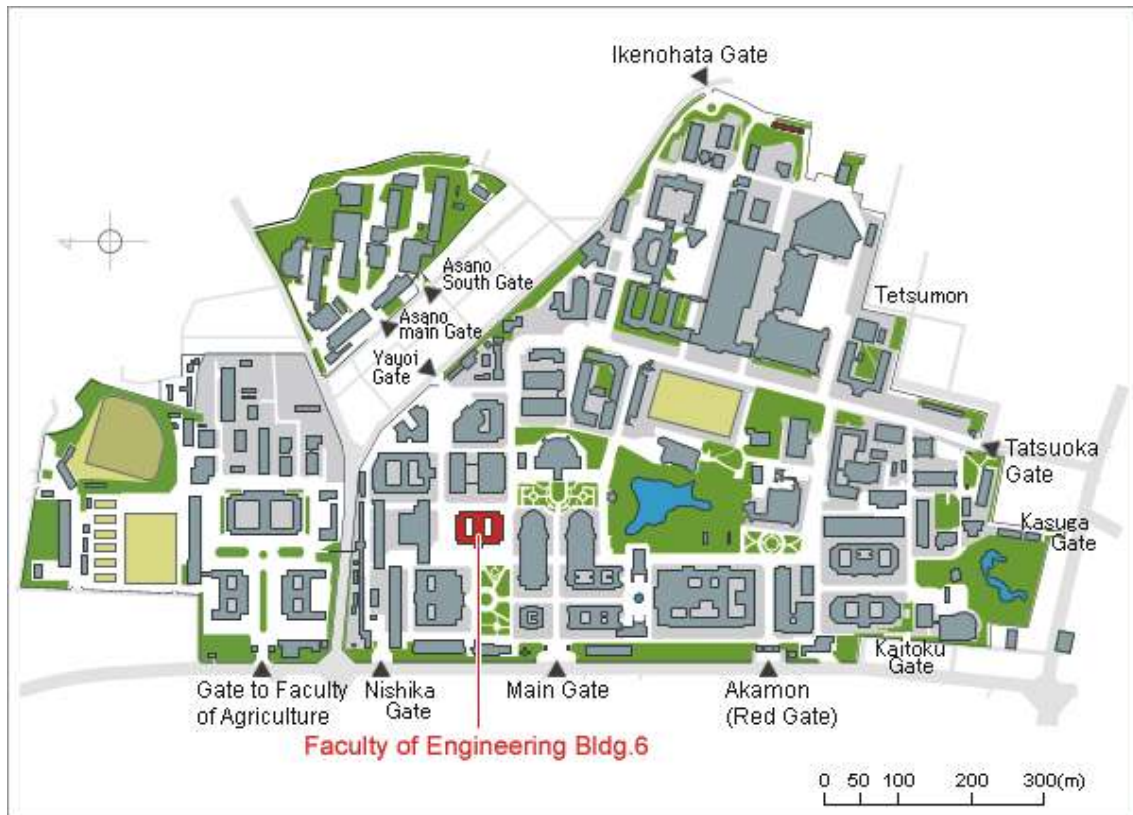 Ikenohata Gate
Asano
South Gate
Asano
main Gate
Tetsumon
Yayoi
Gate
Tatsuoka
Gate
Kasuga
Gate
Kaitoku
Gate
Gate to Faculty
of Agriculture
Nishika
Gate
Main Gate
Akamon
(Red Gate)
Faculty of Engineering Bldg.6
0 50 100 200 300(m)